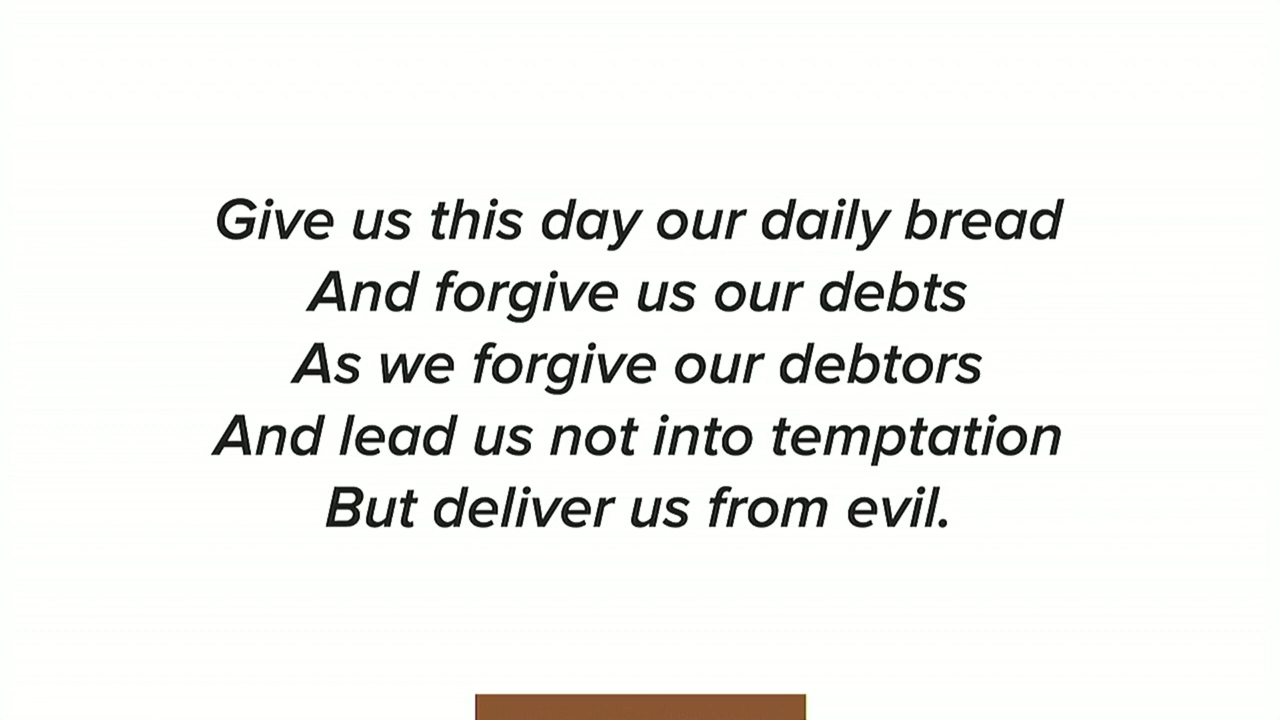 Give us this day our daily bread
And forgive us our debts
As we forgive our debtors
And lead us not into temptation
But deliver us from evil.